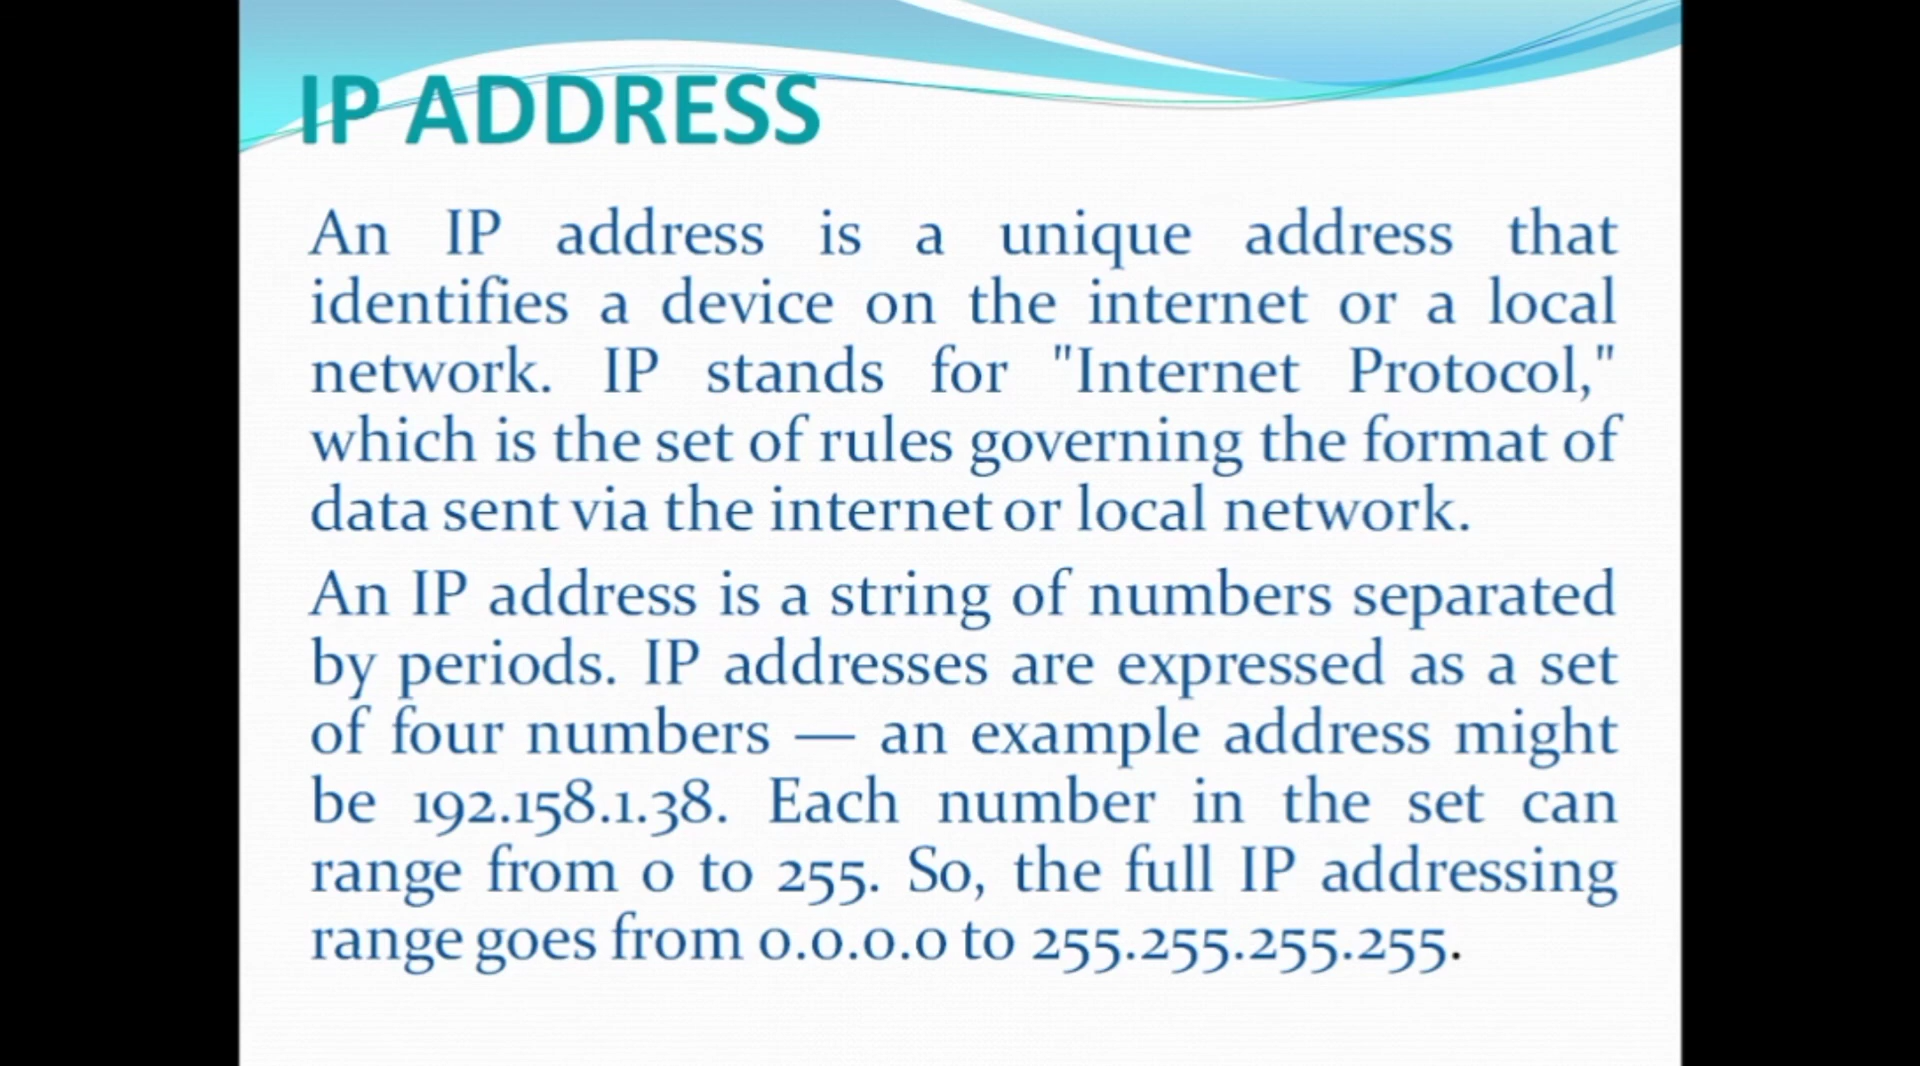 IP ADDRESS
An IP address is a unique address that
identifies a device on the internet or a local
network. IP stands for "Internet Protocol,"
which is the set of rules governing the format of
data sent via the internet or local network.
An IP address is a string of numbers separated
by periods. IP addresses are expressed as a set
of four numbers — an example address might
be 192.158.1.38. Each number in the set can
range from 0 to 255. So, the full IP addressing
range goes from 0.0.0.0 to 255.255.255.255.